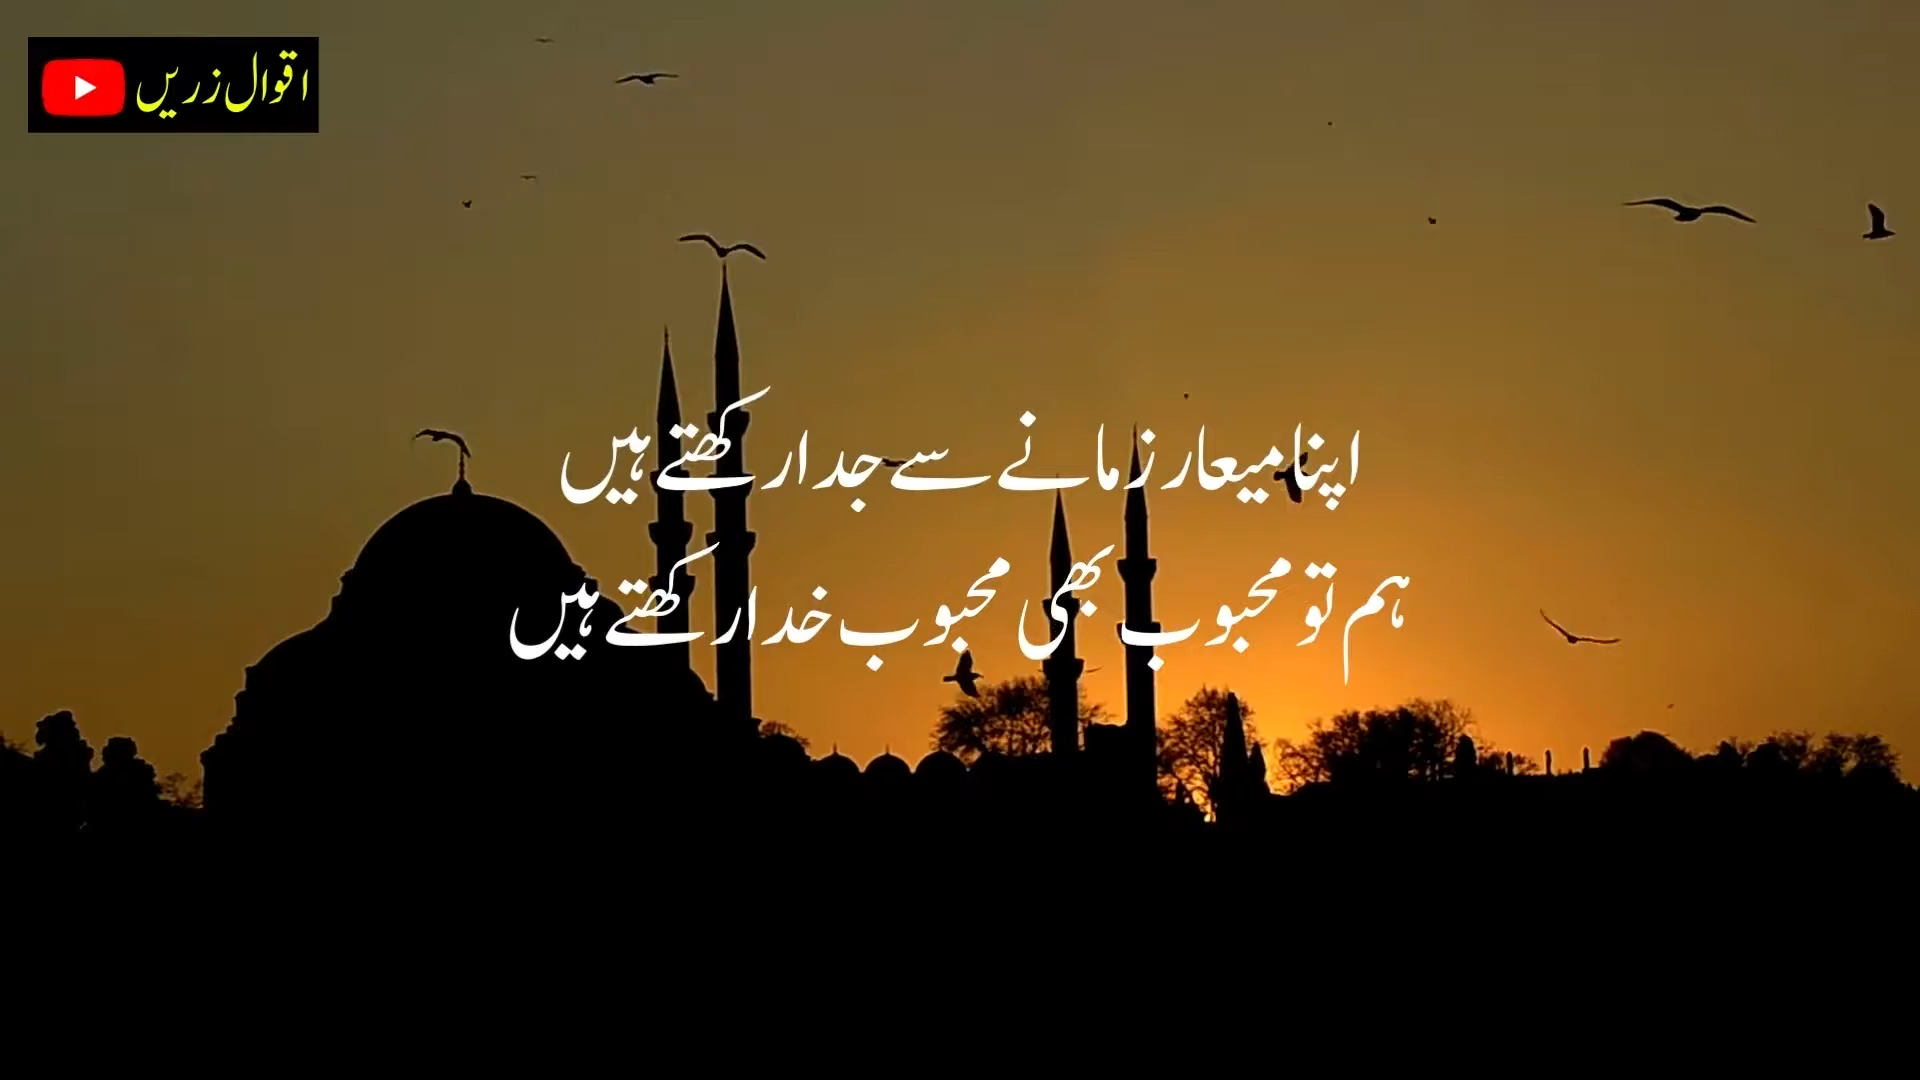 اقوال زریں
اپنا میعار زمانے سے جدا رکھتے ہیں
ہم تو محبوب بھی محبوب خدا رکھتے ہیں